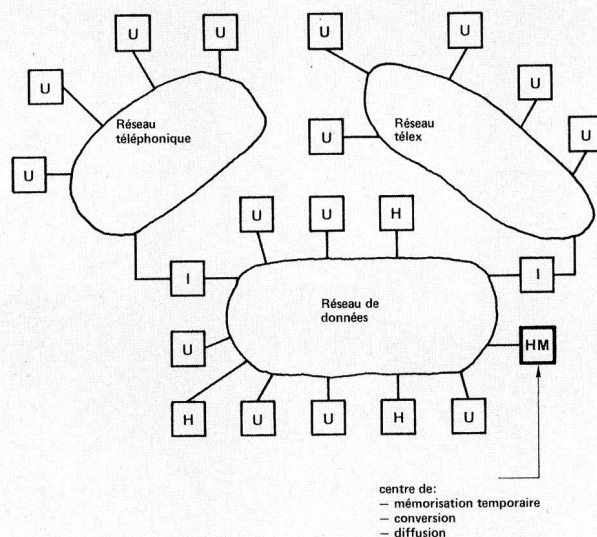 U
U
U
U
U
U
U
U
U
U
Réseau
téléphonique
Réseau
télex
U
U
H
I
I
Réseau de
données
U
HM
H
U
U
H
U
centre de:
— mémorisation temporaire
— conversion
— diffusion